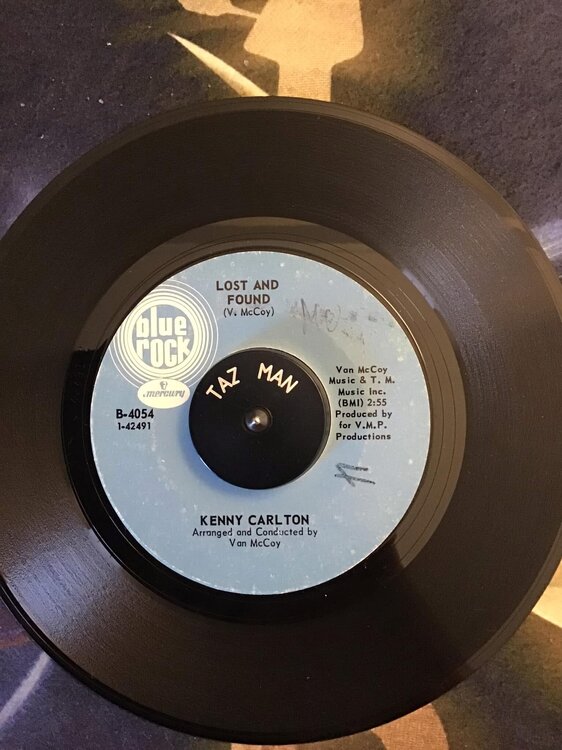 LOST AND
FOUND
(V. McCoy)
blue
rock
mercury
B-4054
1-42491
TAZ MAN
Van McCoy
Music & T. M.
Music Inc.
(BMI) 2:55
Produced by
for V.M.P.
Productions
KENNY CARLTON
Arranged and Conducted by
Van McCoy